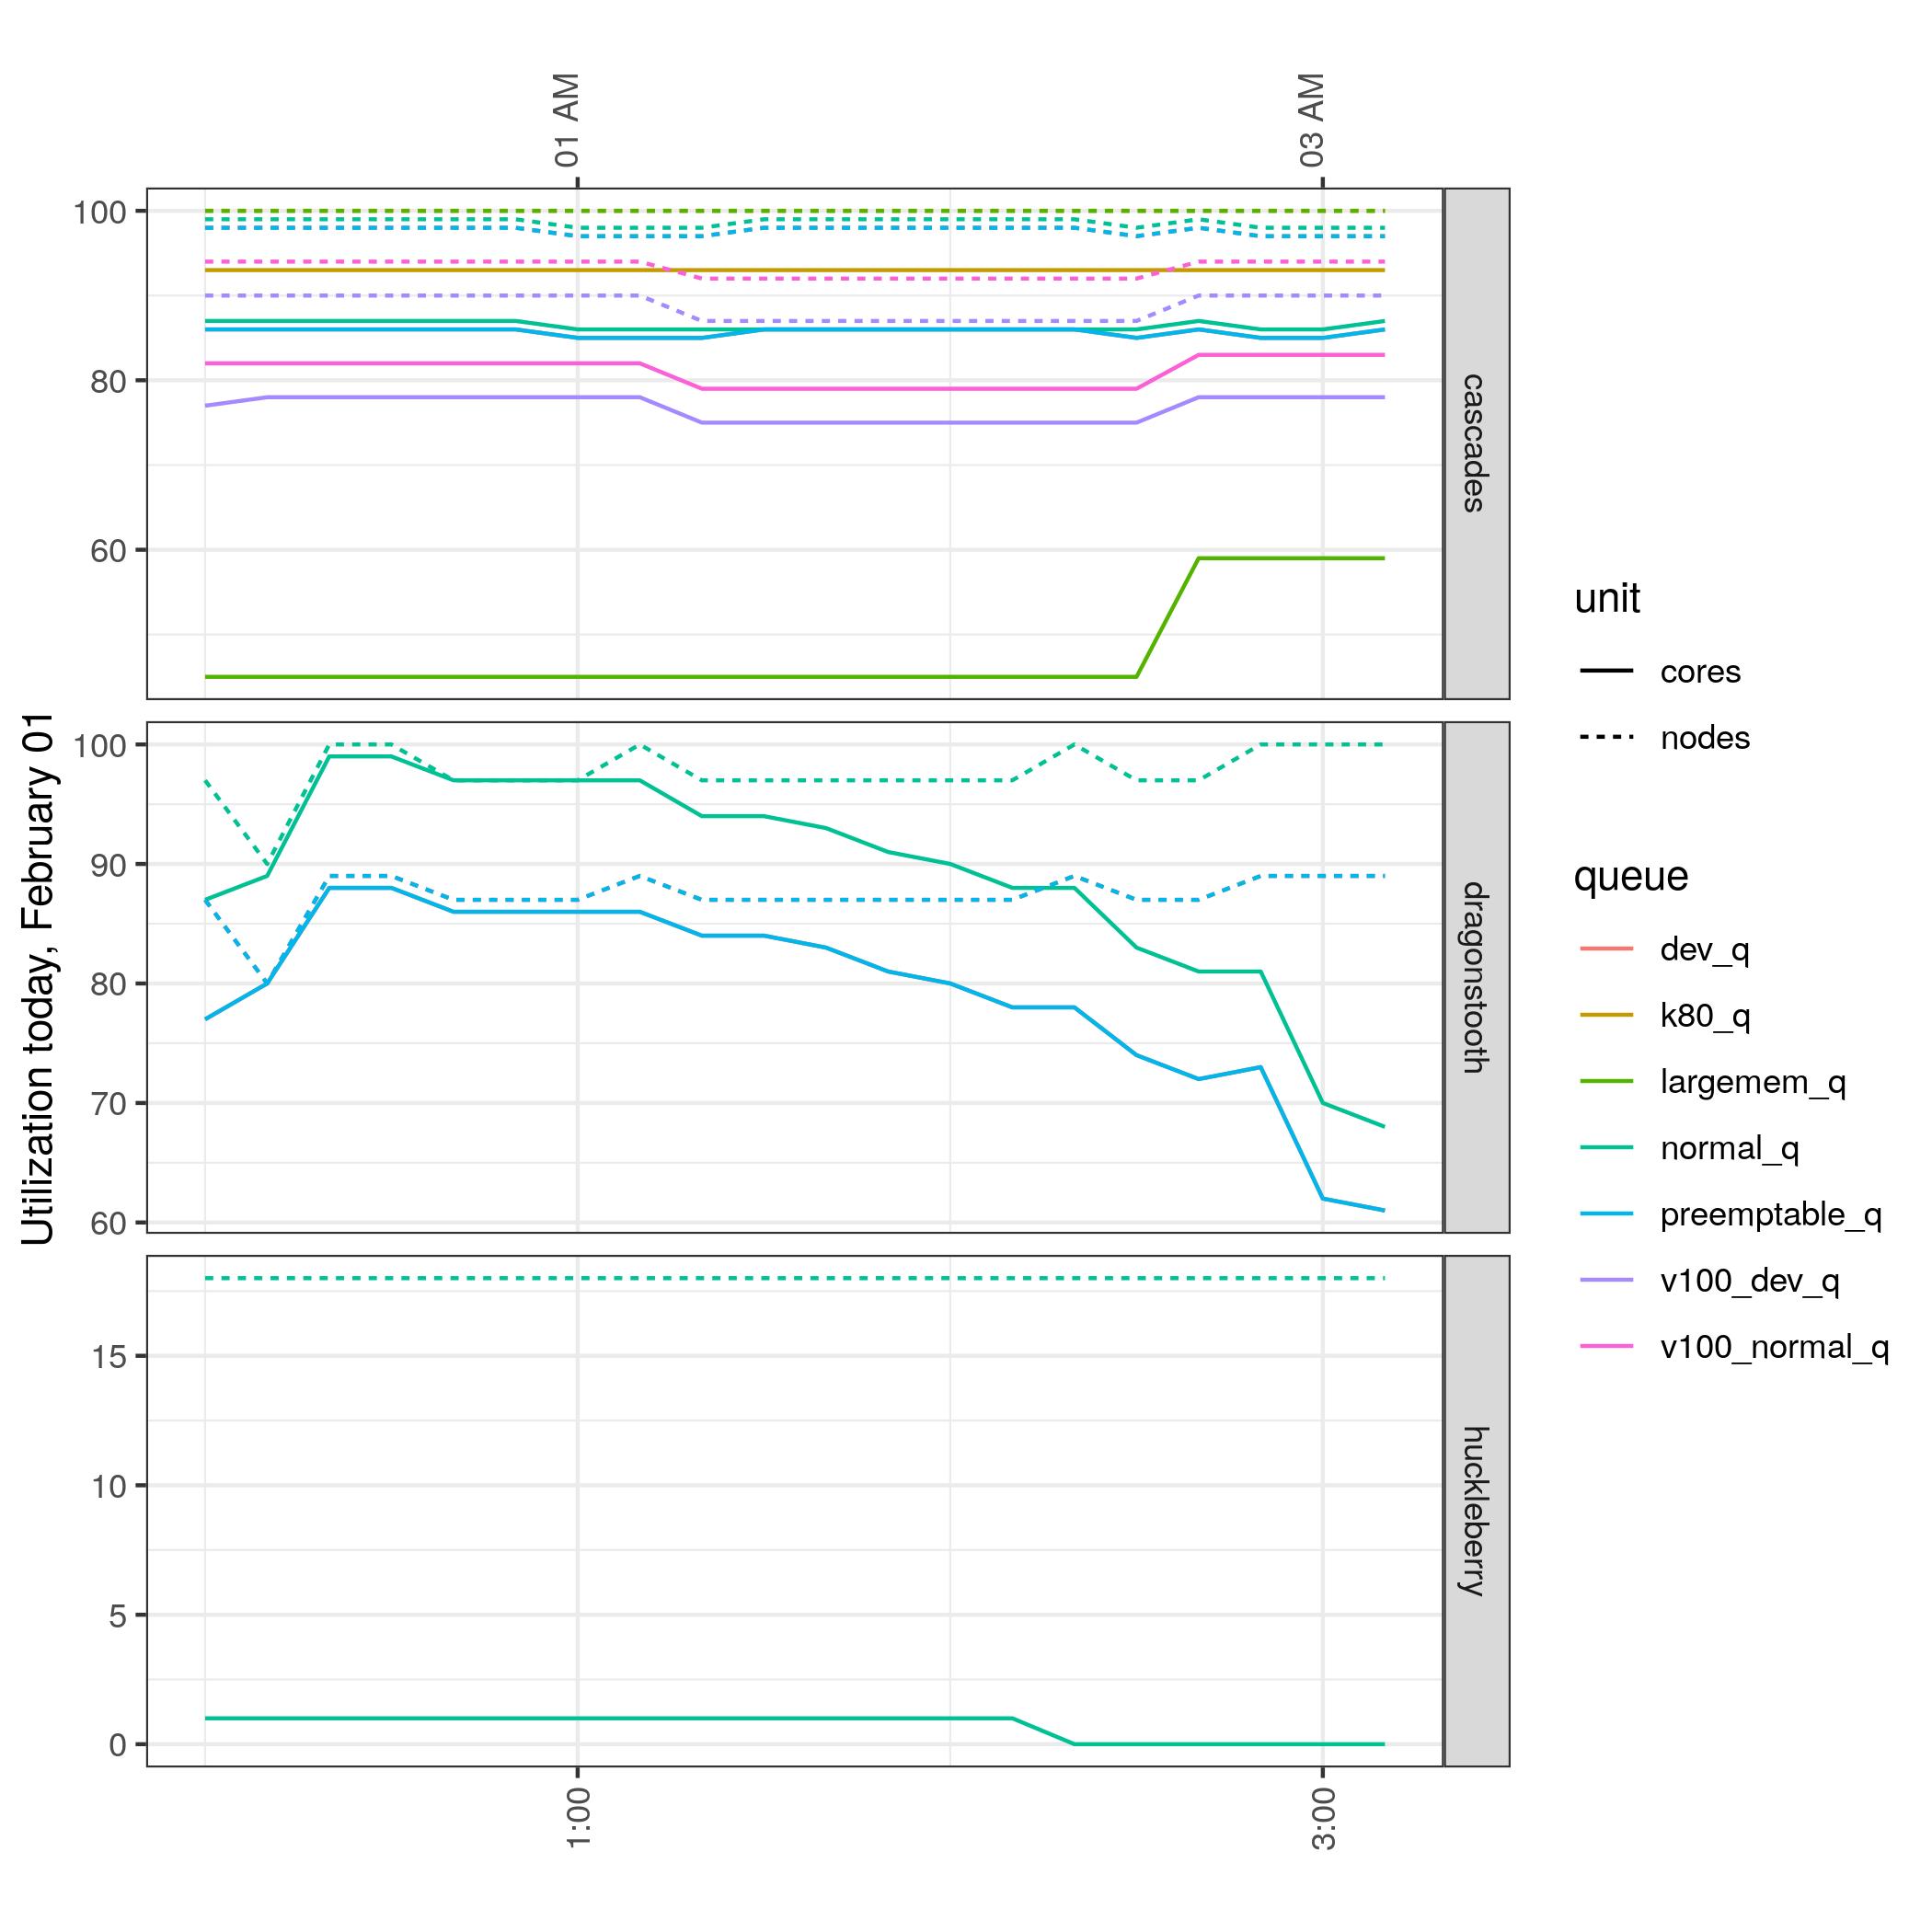 01 AM
03 AM
Utilization today, February 01
100
80
60
cascades
100
90
80
70
60
dragonstooth
15
10
5
0
huckleberry
1:00
3:00
unit
cores
nodes
queue
dev_q
k80_q
largemem_q
normal_q
preemptable_q
v100_dev_q
v100_normal_q